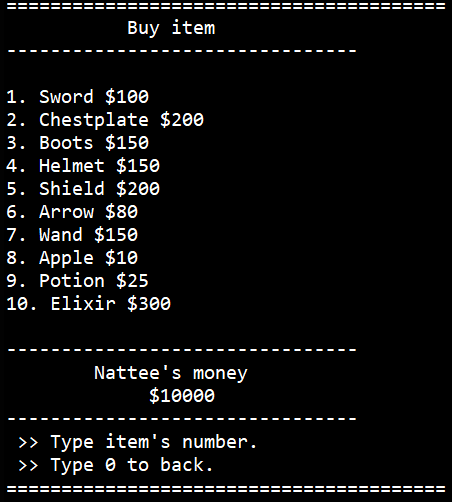 ========================================
Buy item
--------------------------------
1. Sword $100
2. Chestplate $200
3. Boots $150
4. Helmet $150
5. Shield $200
6. Arrow $80
7. Wand $150
8. Apple $10
9. Potion $25
10. Elixir $300
--------------------------------
Nattee's money
$10000
--------------------------------
>> Type item's number.
>> Type 0 to back.
========================================